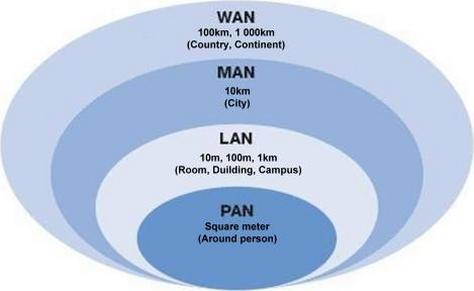 WAN
100km, 1 000km
(Country, Continent)
MAN
10km
(City)
LAN
10m, 100m, 1km
(Room, Duilding, Campus)
PAN
Square meter
(Around person)